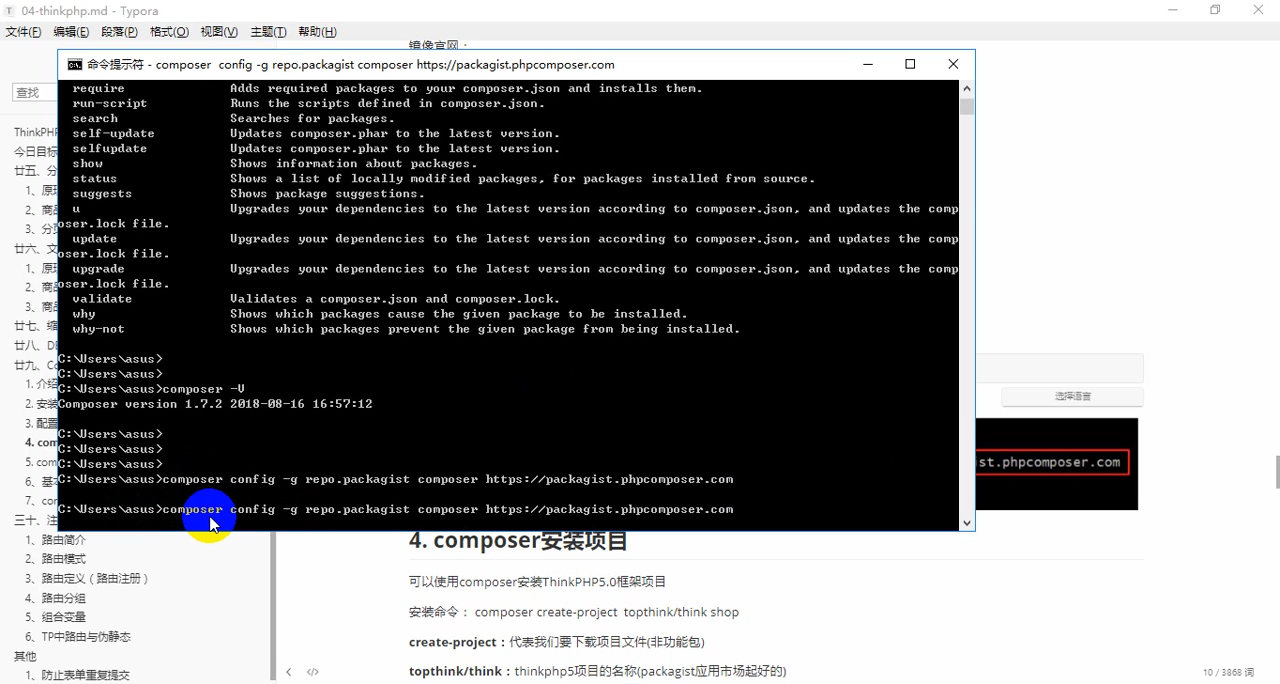 04-thinkphp.md - Typora
文件(F) 编辑(E) 段落(P) 格式(O) 视图(V) 主题(T) 帮助(H)
镜像官网：
命令提示符 - composer config -g repo.packagist composer https://packagist.phpcomposer.com
require Adds required packages to your composer.json and installs them.
run-script Runs the scripts defined in composer.json.
search Searches for packages.
self-update Updates composer.phar to the latest version.
selfupdate Updates composer.phar to the latest version.
show Shows information about packages.
status Shows a list of locally modified packages, for packages installed from source.
suggests Shows package suggestions.
u Upgrades your dependencies to the latest version according to composer.json, and updates the comp
oser.lock file.
update Upgrades your dependencies to the latest version according to composer.json, and updates the comp
oser.lock file.
upgrade Upgrades your dependencies to the latest version according to composer.json, and updates the comp
oser.lock file.
validate Validates a composer.json and composer.lock.
why Shows which packages cause the given package to be installed.
why-not Shows which packages prevent the given package from being installed.
C:\Users\asus>
C:\Users\asus>
C:\Users\asus>composer -V
Composer version 1.7.2 2018-08-16 16:57:12
C:\Users\asus>
C:\Users\asus>
C:\Users\asus>
C:\Users\asus>composer config -g repo.packagist composer https://packagist.phpcomposer.com
C:\Users\asus>composer config -g repo.packagist composer https://packagist.phpcomposer.com
查找
ThinkPHP
今日目标
廿五、分
1、原理
2、商品
3、分页
廿六、文
1、原理
2、商品
3、商品
廿七、缩
廿八、D
廿九、Co
1. 介绍
2. 安装
3. 配置
4. com
5. com
6、基
7、con
三十、注
1、路由简介
2、路由模式
3、路由定义（路由注册）
4、路由分组
5、组合变量
6、TP中路由与伪静态
其他
1、防止表单重复提交
选择语言
st.phpcomposer.com
4. composer安装项目
可以使用composer安装ThinkPHP5.0框架项目
安装命令： composer create-project topthink/think shop
create-project：代表我们要下载项目文件(非功能包)
topthink/think：thinkphp5项目的名称(packagist应用市场起好的)
10 / 3868 词